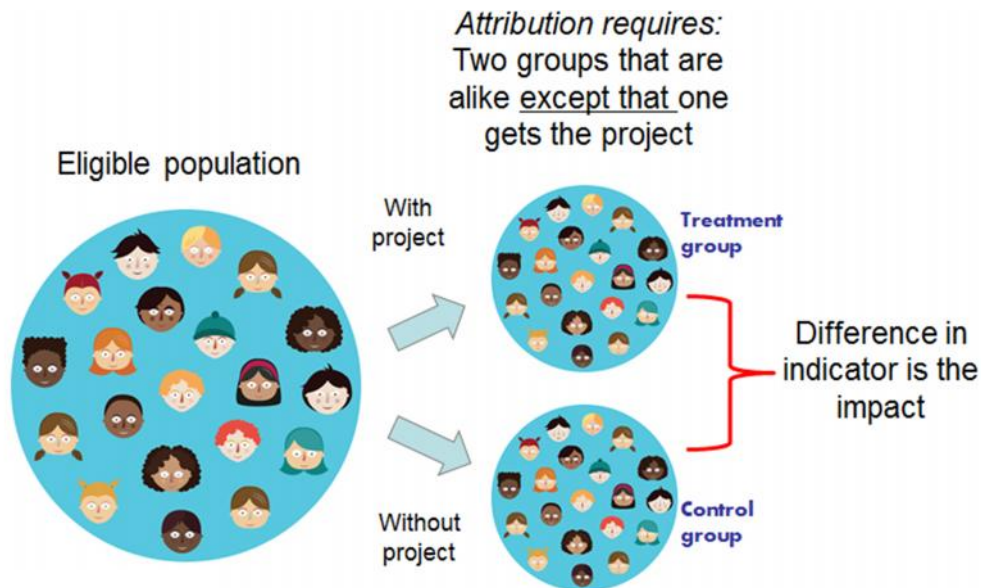 Attribution requires:
Two groups that are
alike except that one
gets the project
Eligible population
With
project
Treatment
group
Difference in
indicator is the
impact
Without
project
Control
group